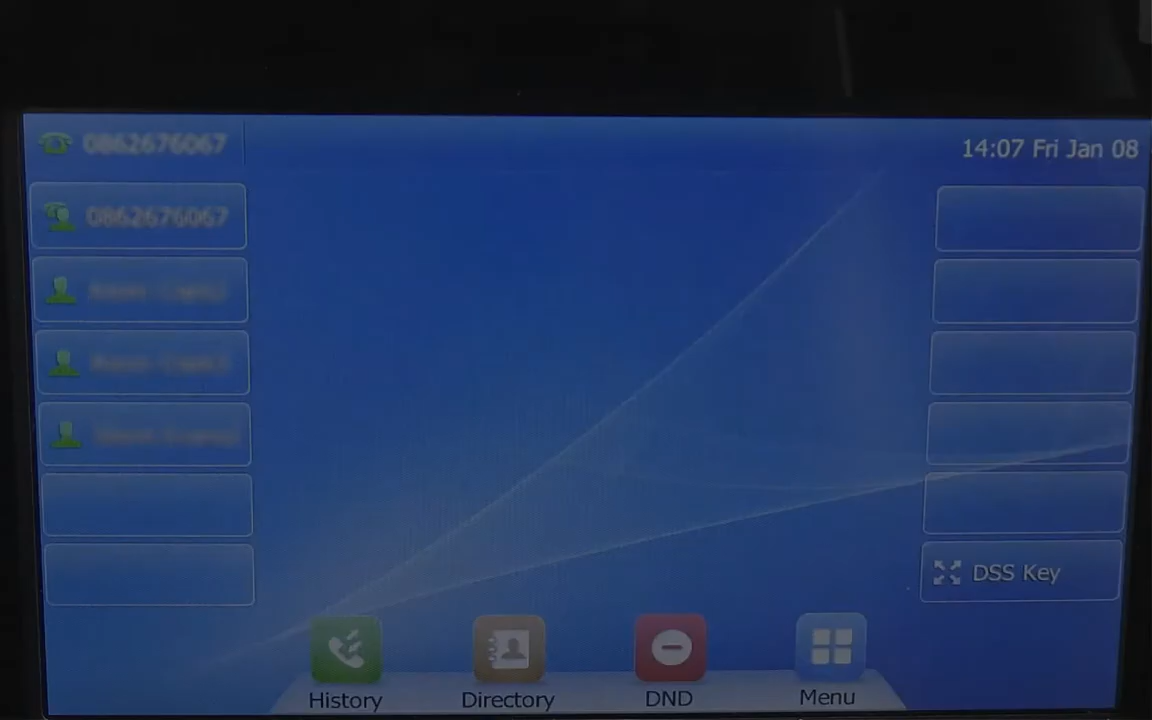 0862676067
14:07 Fri Jan 08
0862676067
DSS Key
History
Directory
DND
Menu